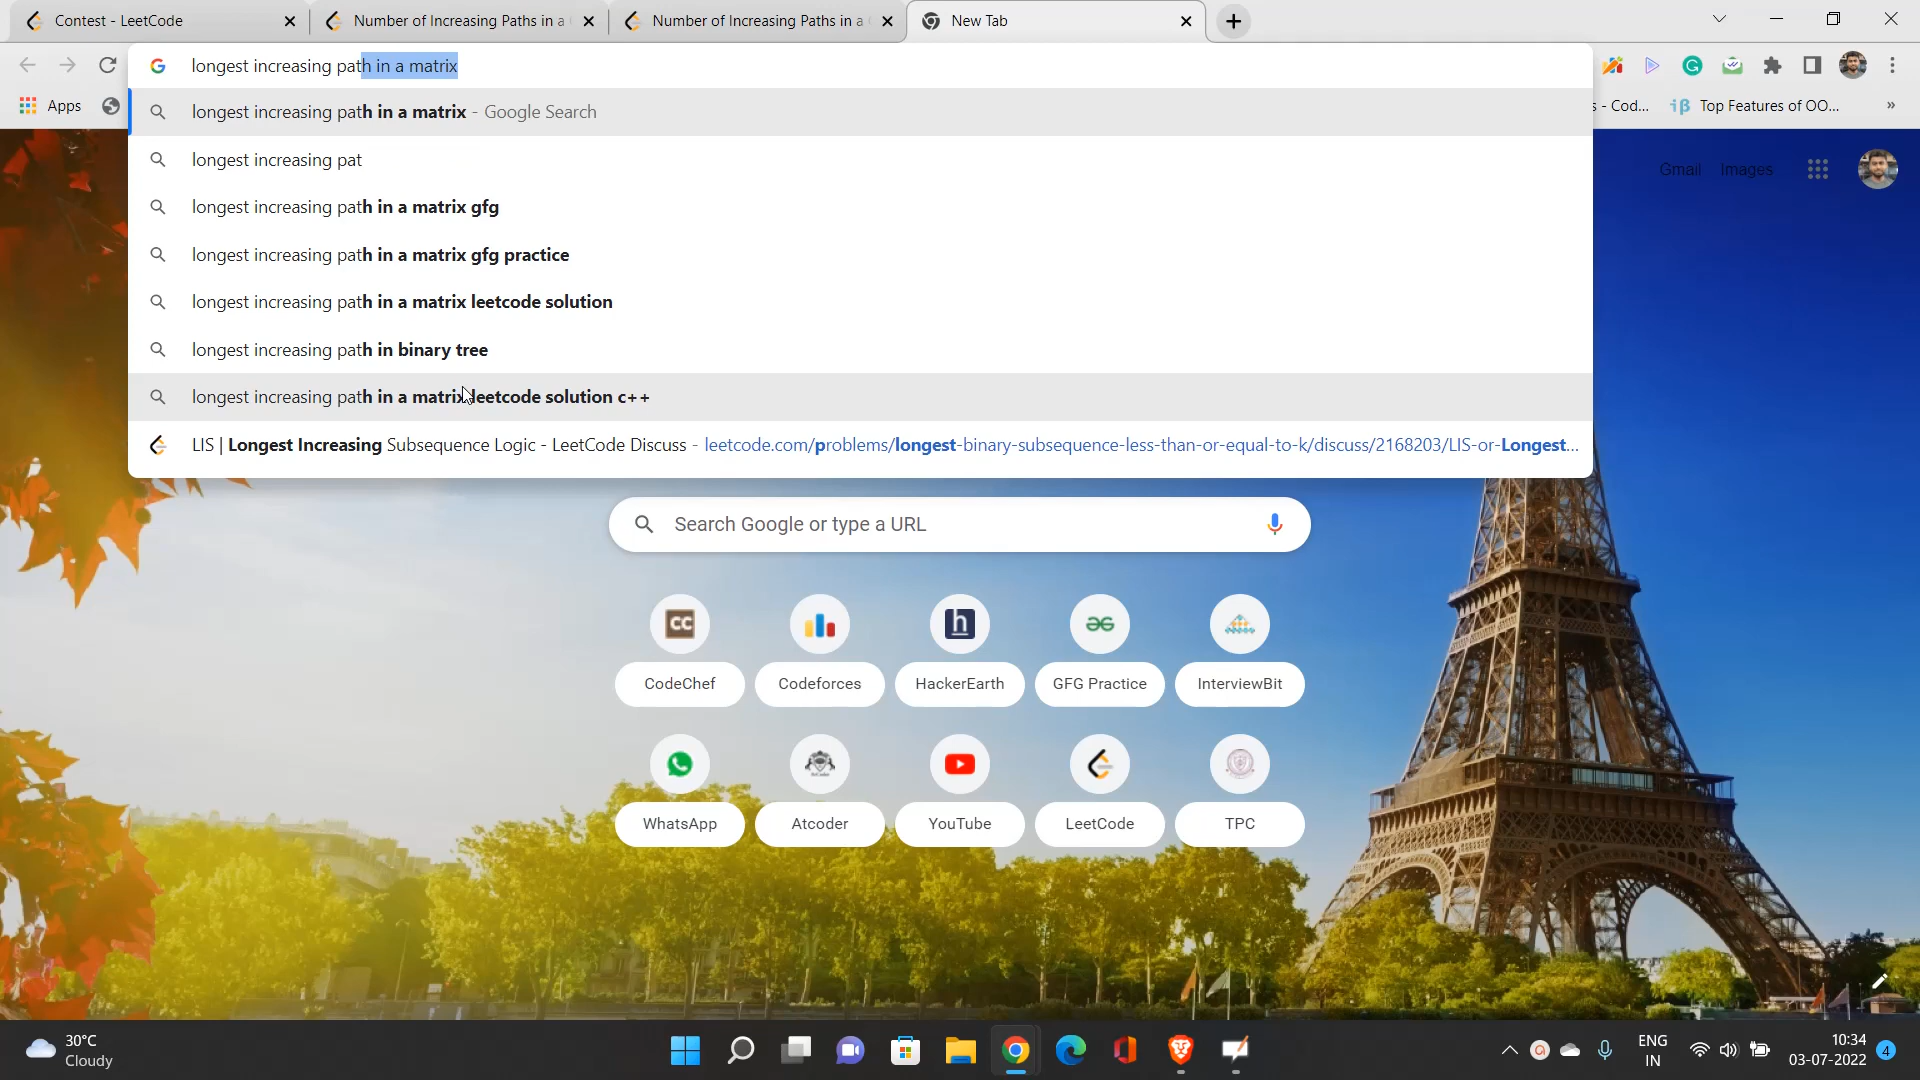 Contest - LeetCode
Number of Increasing Paths in a
Number of Increasing Paths in a
New Tab
longest increasing path in a matrix
Apps
s - Cod...
Top Features of OO...
longest increasing path in a matrix - Google Search
longest increasing pat
longest increasing path in a matrix gfg
longest increasing path in a matrix gfg practice
longest increasing path in a matrix leetcode solution
longest increasing path in binary tree
longest increasing path in a matrix leetcode solution c++
LIS | Longest Increasing Subsequence Logic - LeetCode Discuss - leetcode.com/problems/longest-binary-subsequence-less-than-or-equal-to-k/discuss/2168203/LIS-or-Longest...
Gmail Images
Search Google or type a URL
CC
h
CodeChef Codeforces HackerEarth GFG Practice InterviewBit
WhatsApp Atcoder YouTube LeetCode TPC
30°C
Cloudy
ENG
IN
10:34
03-07-2022
4